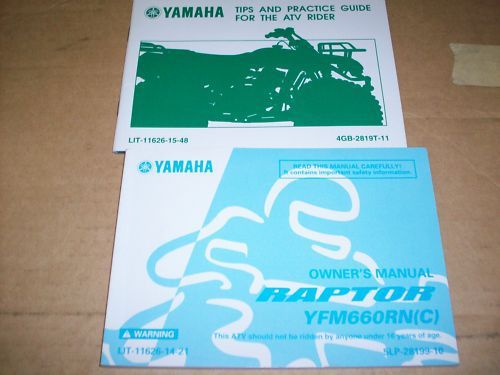 YAMAHA TIPS AND PRACTICE GUIDE
FOR THE ATV RIDER
LIT-11626-15-48 4GB-2819T-11
YAMAHA
READ THIS MANUAL CAREFULLY!
It contains important safety information.
OWNER'S MANUAL
RAPTOR
YFM660RN(C)
WARNING
This ATV should not be ridden by anyone under 16 years of age.
LIT-11626-14-21 5LP-28199-10